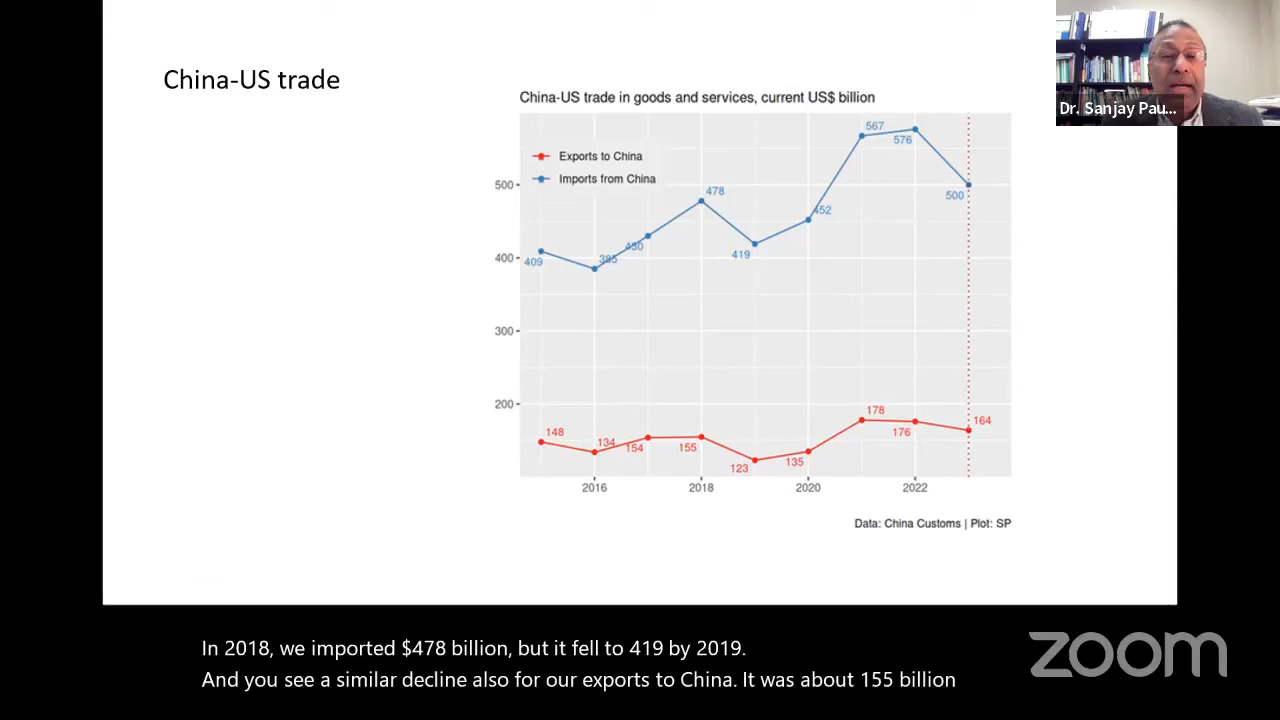 China-US trade
Dr. Sanjay Pau...
China-US trade in goods and services, current US$ billion
Exports to China
Imports from China
500
400
300
200
409
385
430
478
419
452
567
576
500
148
134
154
155
123
135
178
176
164
2016
2018
2020
2022
Data: China Customs | Plot: SP
In 2018, we imported $478 billion, but it fell to 419 by 2019.
And you see a similar decline also for our exports to China. It was about 155 billion
zoom